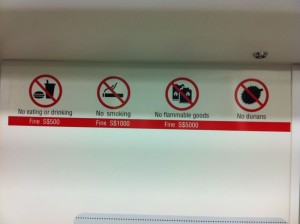 No eating or drinking No smoking No flammable goods No durians
Fine S$500 Fine S$1000 Fine S$5000